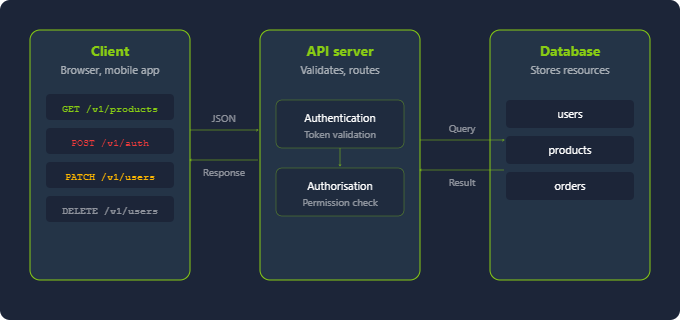 Client
Browser, mobile app
GET /v1/products
POST /v1/auth
PATCH /v1/users
DELETE /v1/users
JSON
Response
API server
Validates, routes
Authentication
Token validation
Authorisation
Permission check
Query
Result
Database
Stores resources
users
products
orders